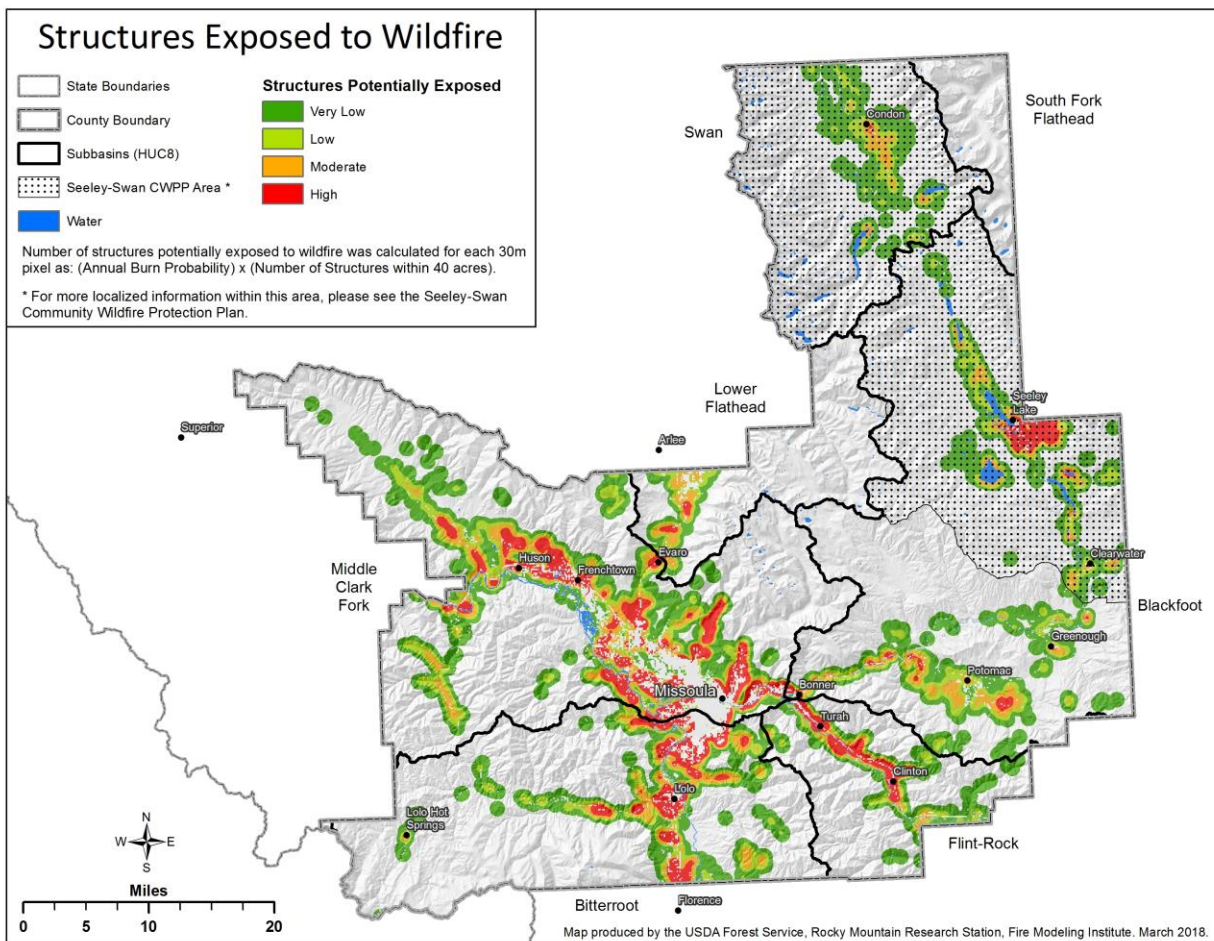 Structures Exposed to Wildfire
State Boundaries
County Boundary
Subbasins (HUC8)
Seeley-Swan CWPP Area *
Water
Structures Potentially Exposed
Very Low
Low
Moderate
High
Number of structures potentially exposed to wildfire was calculated for each 30m
pixel as: (Annual Burn Probability) x (Number of Structures within 40 acres).
* For more localized information within this area, please see the Seeley-Swan
Community Wildfire Protection Plan.
South Fork
Flathead
Swan
Condon
Lower
Flathead
Seeley
Lake
Superior
Arlee
Clearwater
Evaro
Huson
Frenchtown
Middle
Clark
Fork
Blackfoot
Greenough
Potomac
Missoula
Bonner
Turah
Clinton
Lolo
Lolo Hot
Springs
Flint-Rock
Bitterroot
Florence
N
W
E
S
Miles
0
5
10
20
Map produced by the USDA Forest Service, Rocky Mountain Research Station, Fire Modeling Institute. March 2018.